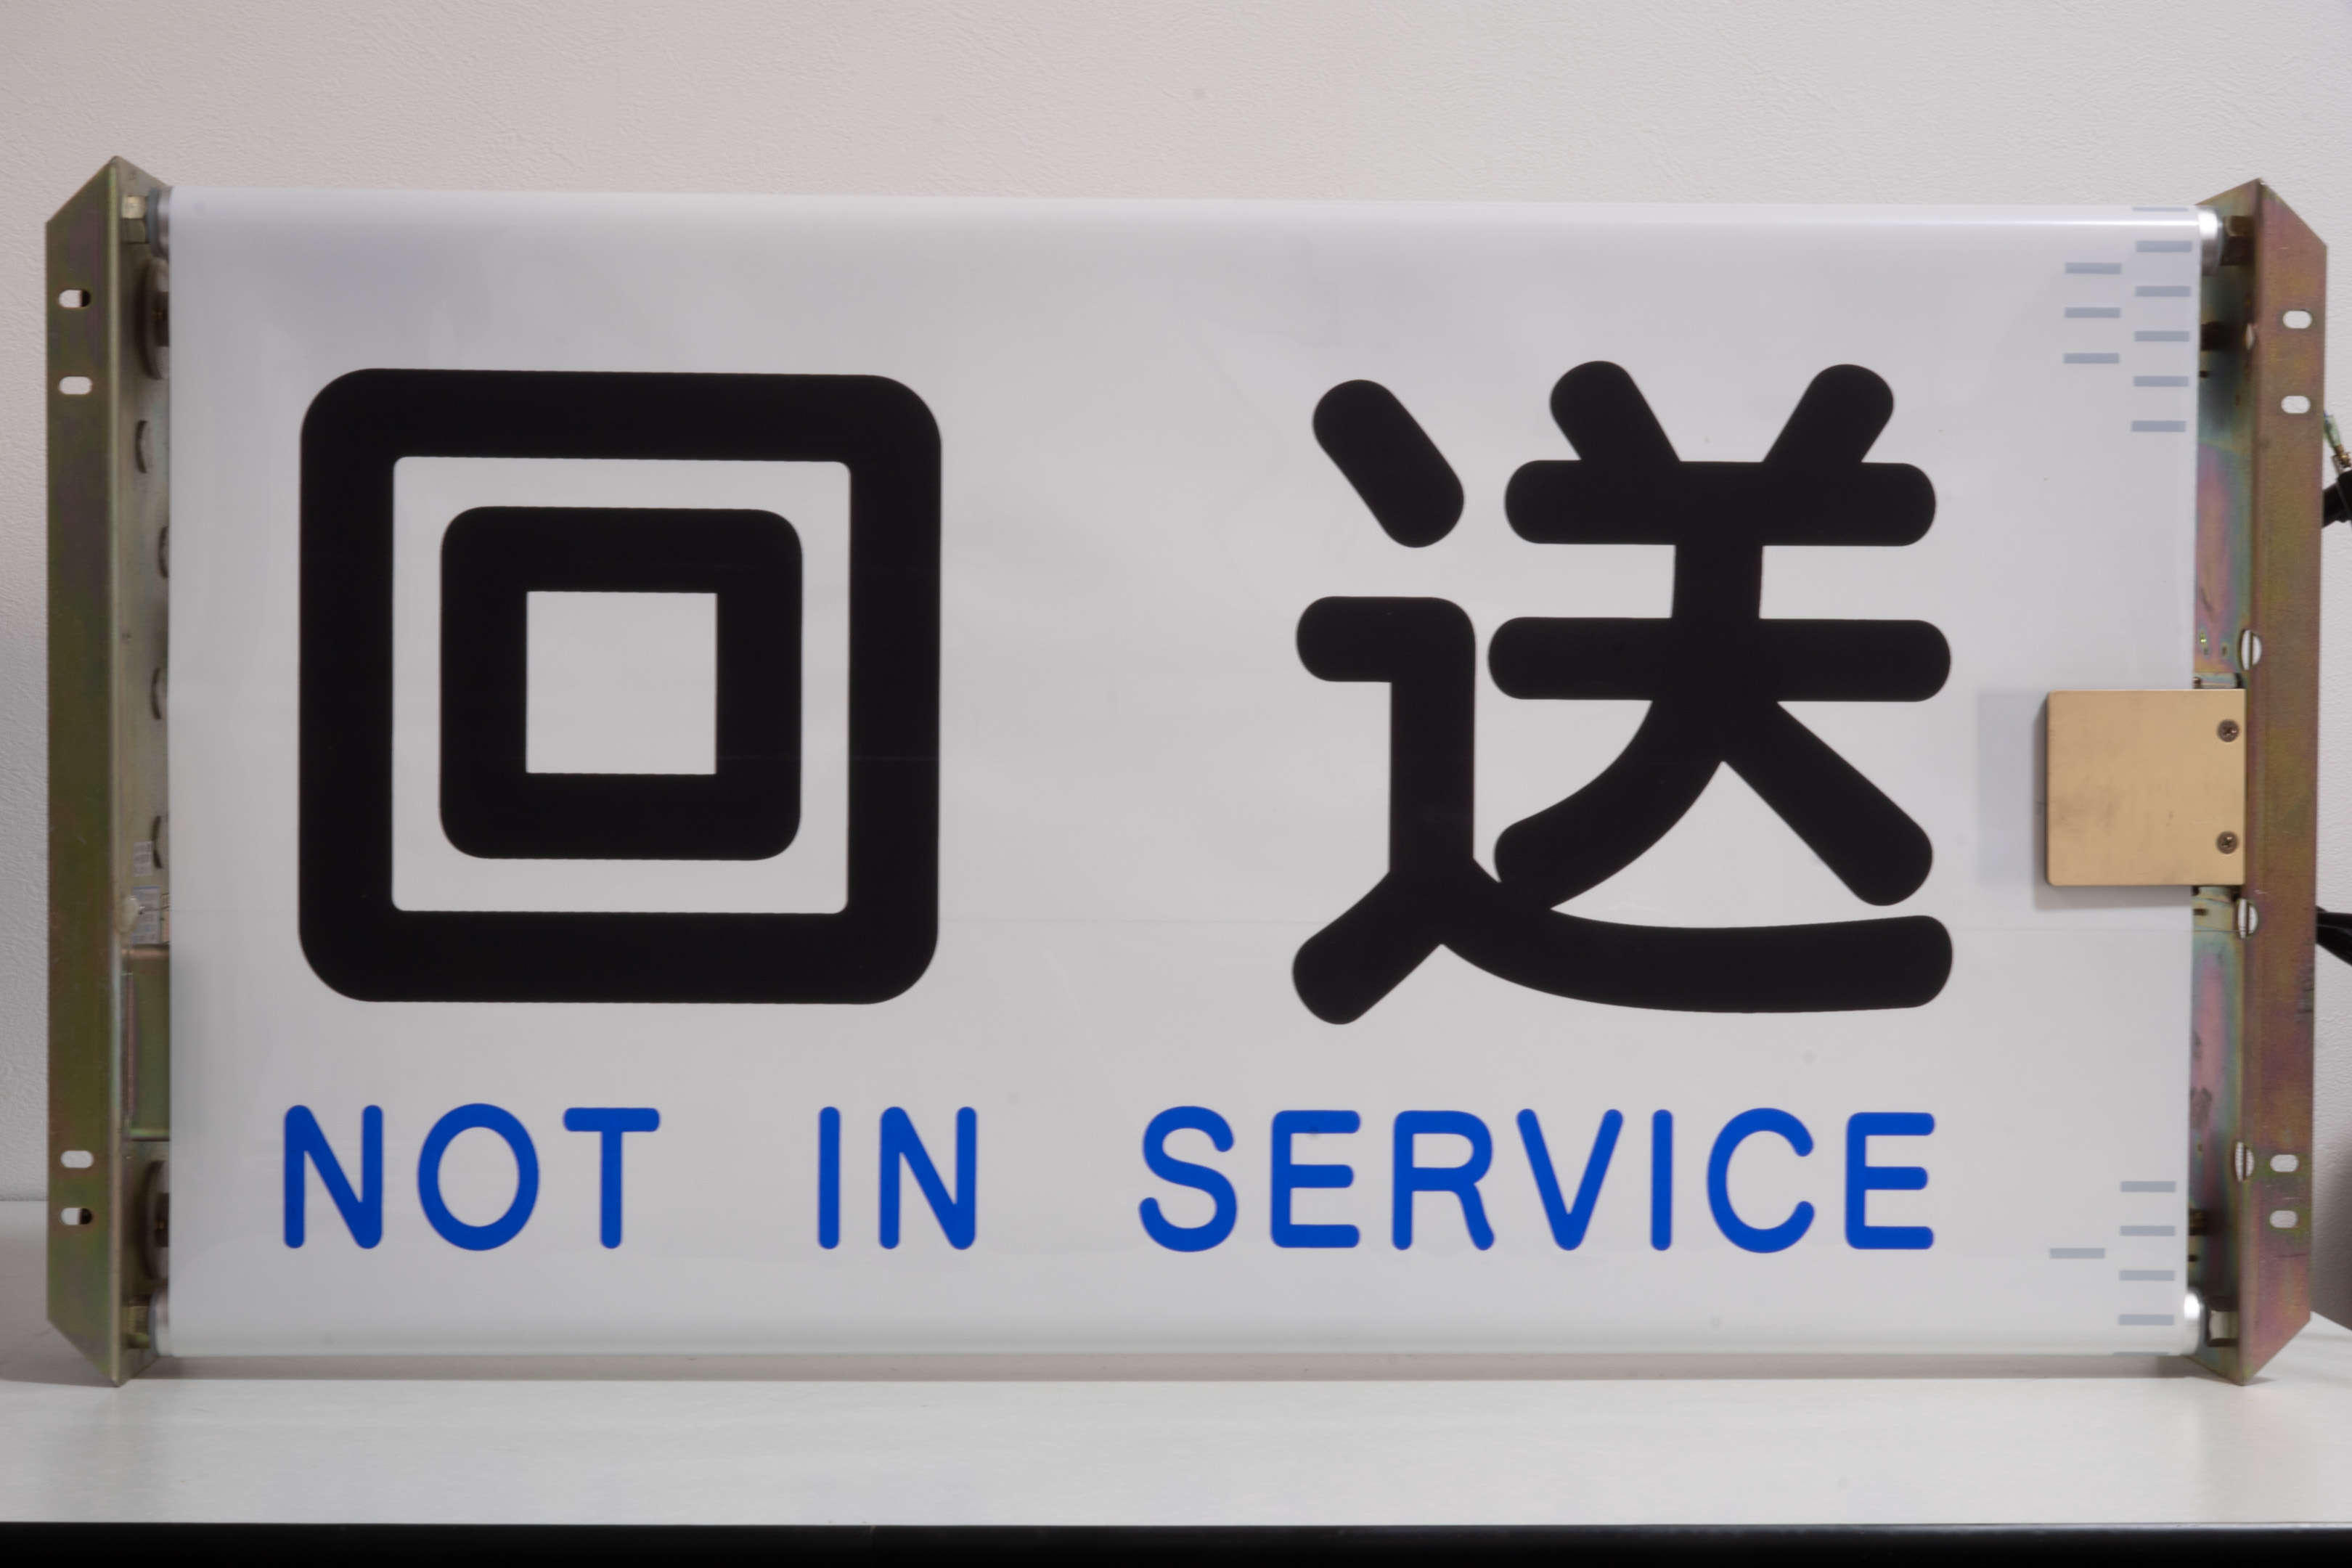 回送
NOT IN SERVICE